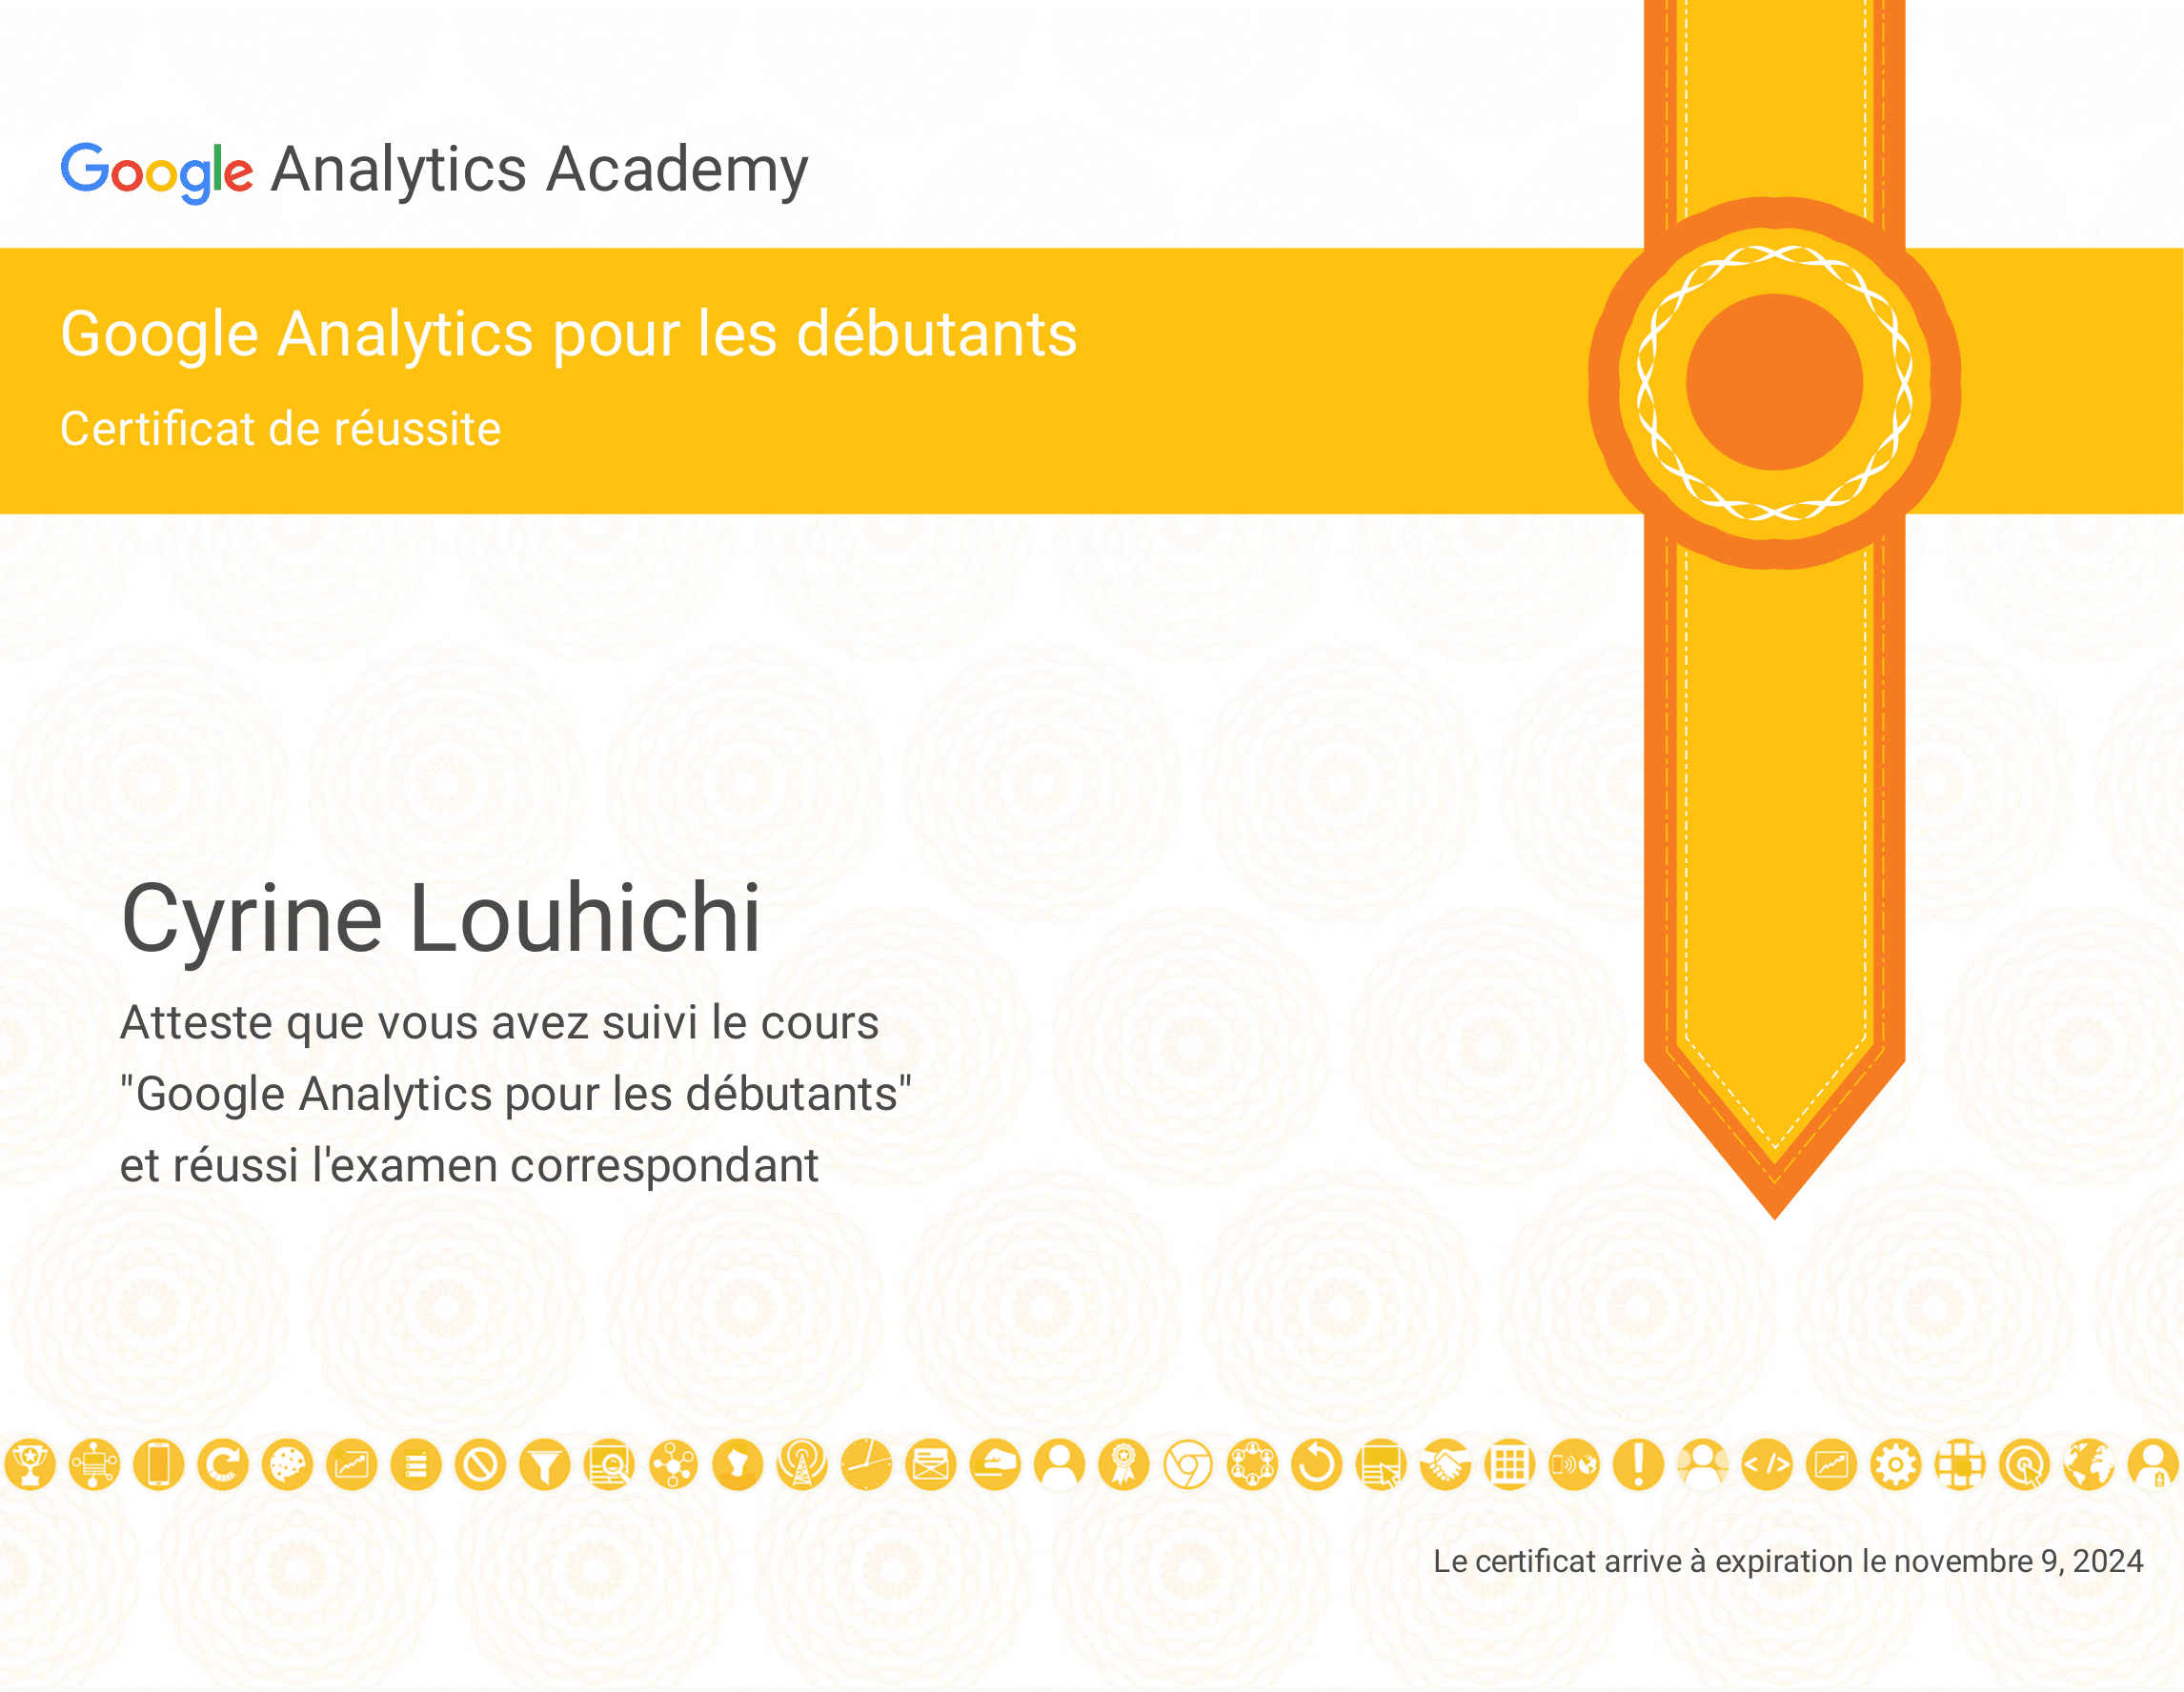 Google Analytics Academy
Google Analytics pour les débutants
Certificat de réussite
Cyrine Louhichi
Atteste que vous avez suivi le cours
"Google Analytics pour les débutants"
et réussi l'examen correspondant
Le certificat arrive à expiration le novembre 9, 2024